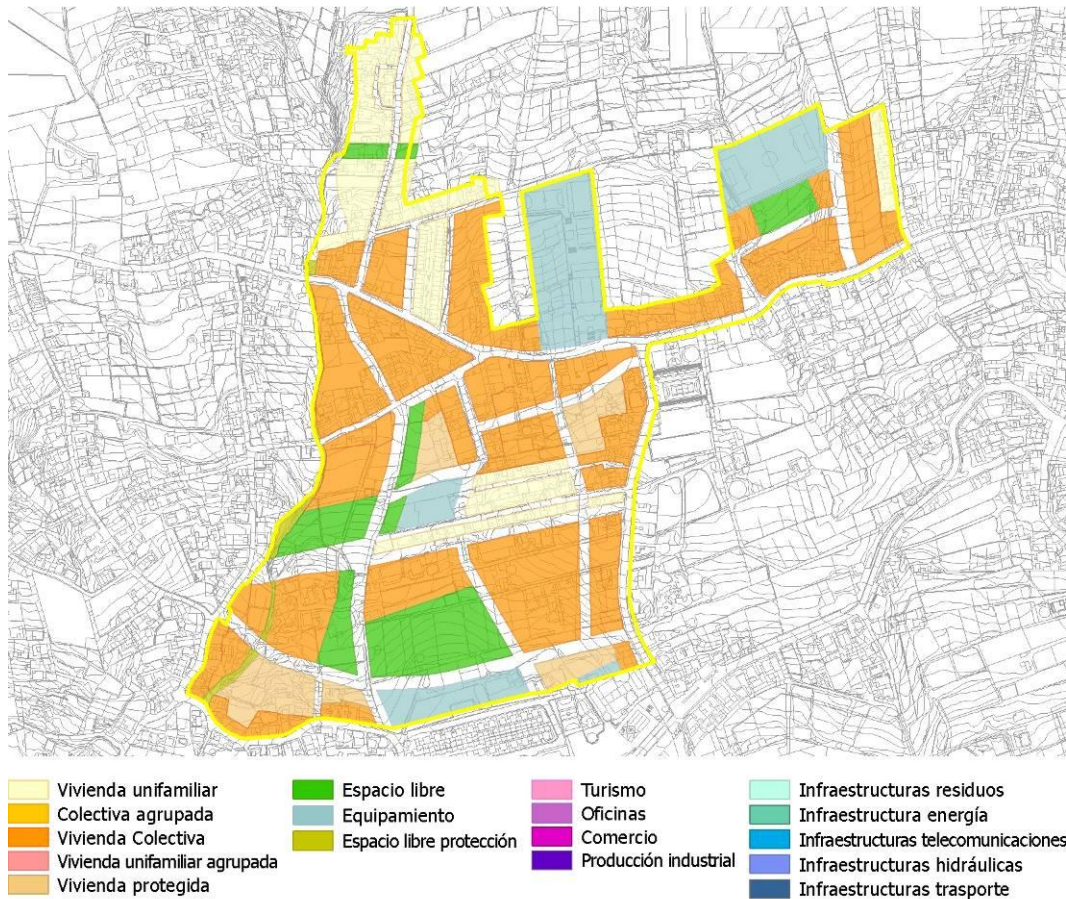 Vivienda unifamiliar
Colectiva agrupada
Vivienda Colectiva
Vivienda unifamiliar agrupada
Vivienda protegida
Espacio libre
Equipamiento
Espacio libre protección
Turismo
Oficinas
Comercio
Producción industrial
Infraestructuras residuos
Infraestructura energía
Infraestructuras telecomunicaciones
Infraestructuras hidráulicas
Infraestructuras trasporte